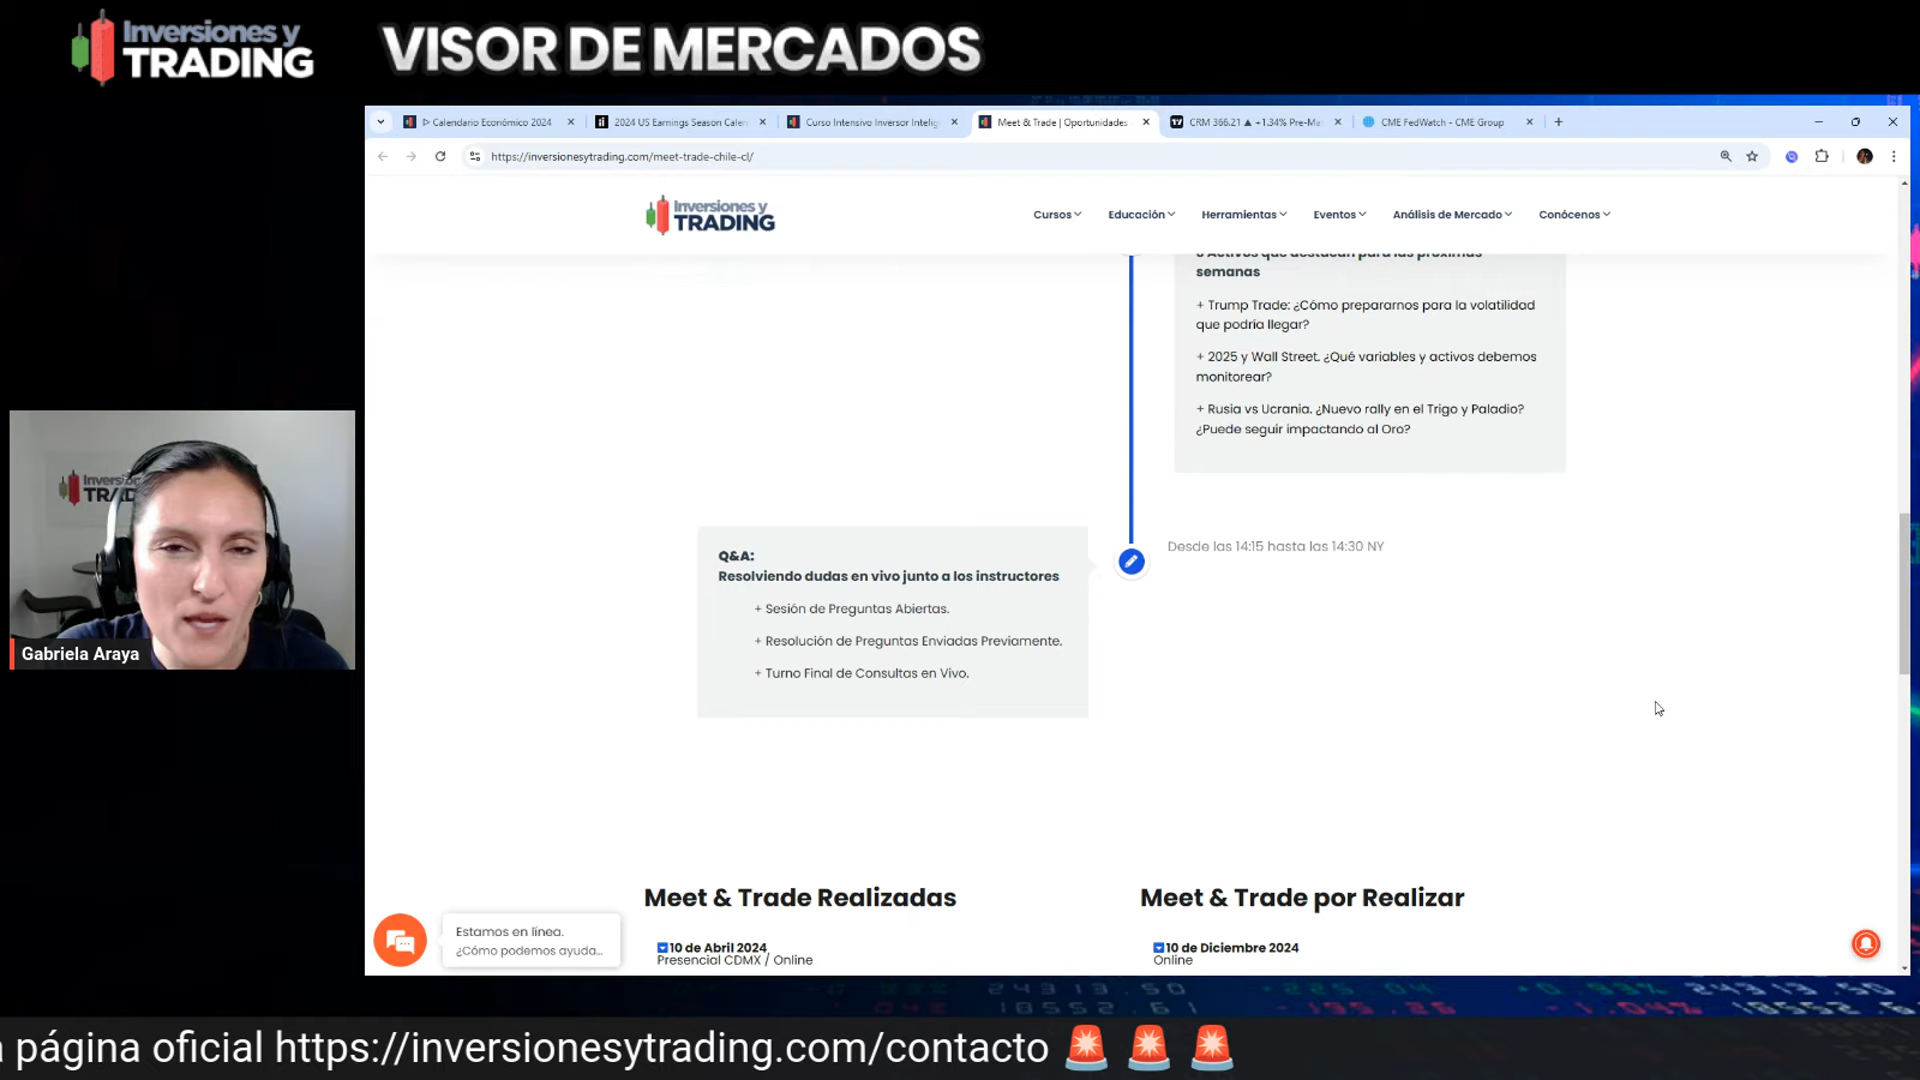 Inversiones y
TRADING
VISOR DE MERCADOS
ᐅ Calendario Económico 2024
2024 US Earnings Season Calen
Curso Intensivo Inversor Intelig
Meet & Trade | Oportunidades
CRM 366.21 ▲ +1.34% Pre-Ma
CME FedWatch - CME Group
https://inversionesytrading.com/meet-trade-chile-cl/
Inversiones y
TRADING
Cursos
Educación
Herramientas
Eventos
Análisis de Mercado
Conócenos
Activos que destacan para las próximas
semanas
+ Trump Trade: ¿Cómo prepararnos para la volatilidad
que podría llegar?
+ 2025 y Wall Street. ¿Qué variables y activos debemos
monitorear?
+ Rusia vs Ucrania. ¿Nuevo rally en el Trigo y Paladio?
¿Puede seguir impactando al Oro?
Desde las 14:15 hasta las 14:30 NY
Q&A:
Resolviendo dudas en vivo junto a los instructores
+ Sesión de Preguntas Abiertas.
+ Resolución de Preguntas Enviadas Previamente.
+ Turno Final de Consultas en Vivo.
Gabriela Araya
Meet & Trade Realizadas
10 de Abril 2024
Presencial CDMX / Online
Meet & Trade por Realizar
10 de Diciembre 2024
Online
Estamos en línea.
¿Cómo podemos ayuda...
página oficial https://inversionesytrading.com/contacto 🚨 🚨 🚨